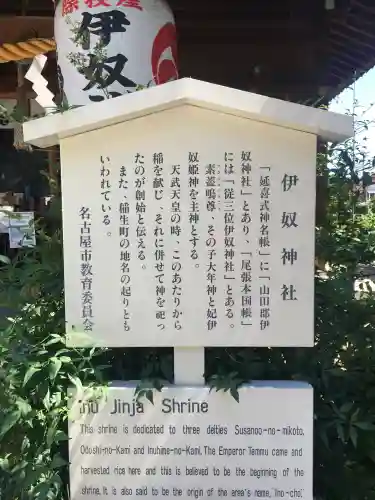 伊奴
伊奴神社
「延喜式神名帳」に「山田郡伊
奴神社」とあり、「尾張本国帳」
には「従三位伊奴神社」とある。
素盞嗚尊、その子大年神と妃伊
奴姫神を主神とする。
天武天皇の時、このあたりから
稲を献じ、それに併せて神を祀っ
たのが創始と伝える。
また、稲生町の地名の起りとも
いわれている。
名古屋市教育委員会
Inu Jinja Shrine
This shrine is dedicated to three deities Susanoo-no-mikoto,
Odoshi-no-Kami and Inuhime-no-Kami. The Emperor Temmu came and
harvested rice here and this is believed to be the beginning of the
shrine. It is also said to be the origin of the area's name, "Ino-cho."